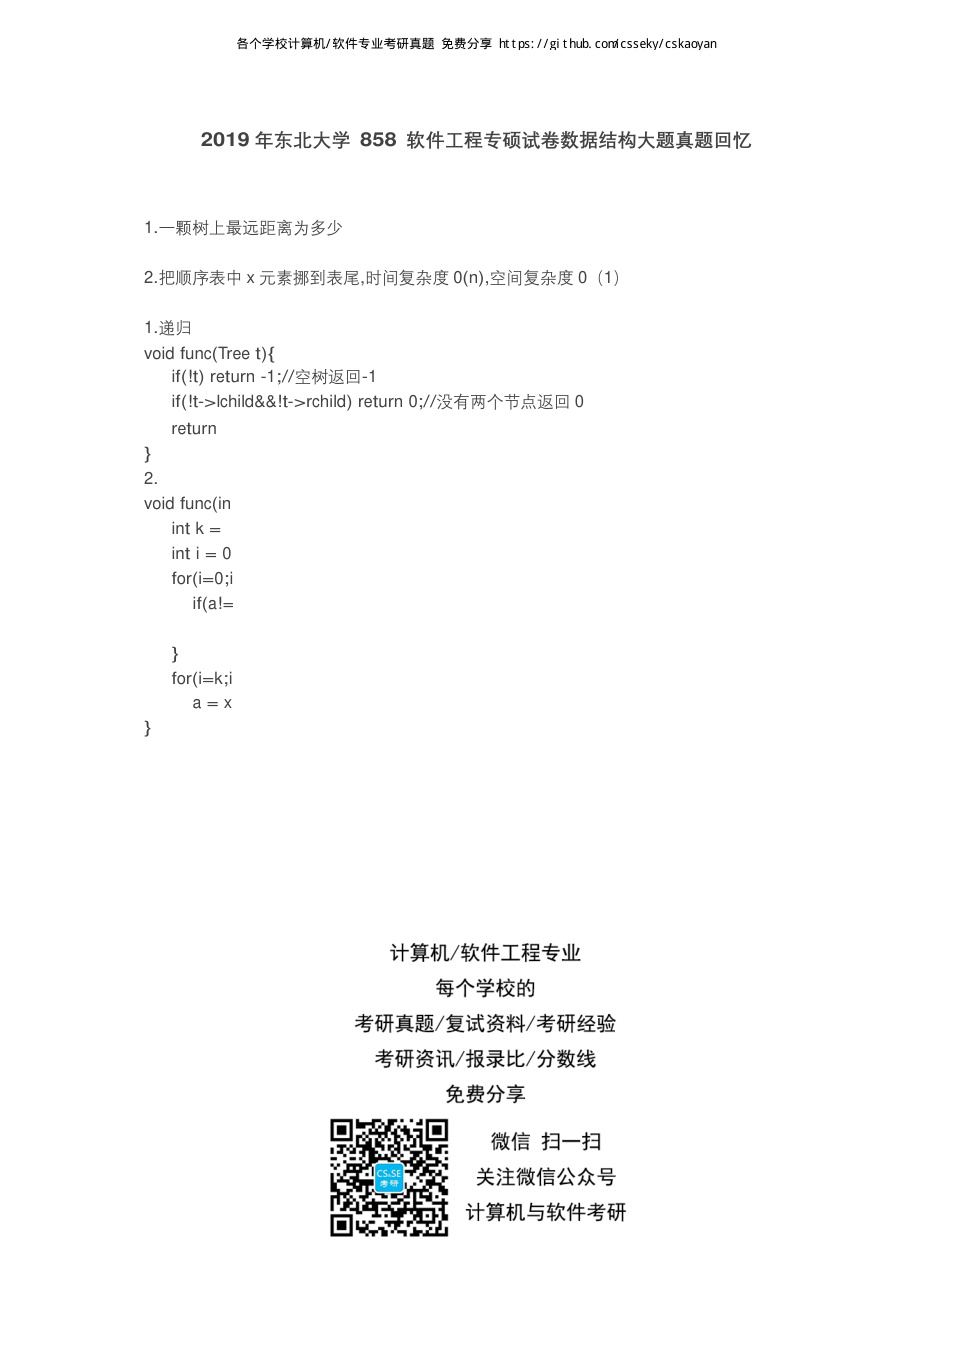 各个学校计算机/软件专业考研真题 免费分享 https://github.com/csseky/cskaoyan
2019 年东北大学 858 软件工程专硕试卷数据结构大题真题回忆
1.一颗树上最远距离为多少
2.把顺序表中 x 元素挪到表尾,时间复杂度 0(n),空间复杂度 0（1）
1.递归
void func(Tree t){
if(!t) return -1;//空树返回-1
if(!t->lchild&&!t->rchild) return 0;//没有两个节点返回 0
return
}
2.
void func(in
int k =
int i = 0
for(i=0;i
if(a!=
}
for(i=k;i
a = x
}
计算机/软件工程专业
每个学校的
考研真题/复试资料/考研经验
考研资讯/报录比/分数线
免费分享
CS&SE
考研
微信 扫一扫
关注微信公众号
计算机与软件考研